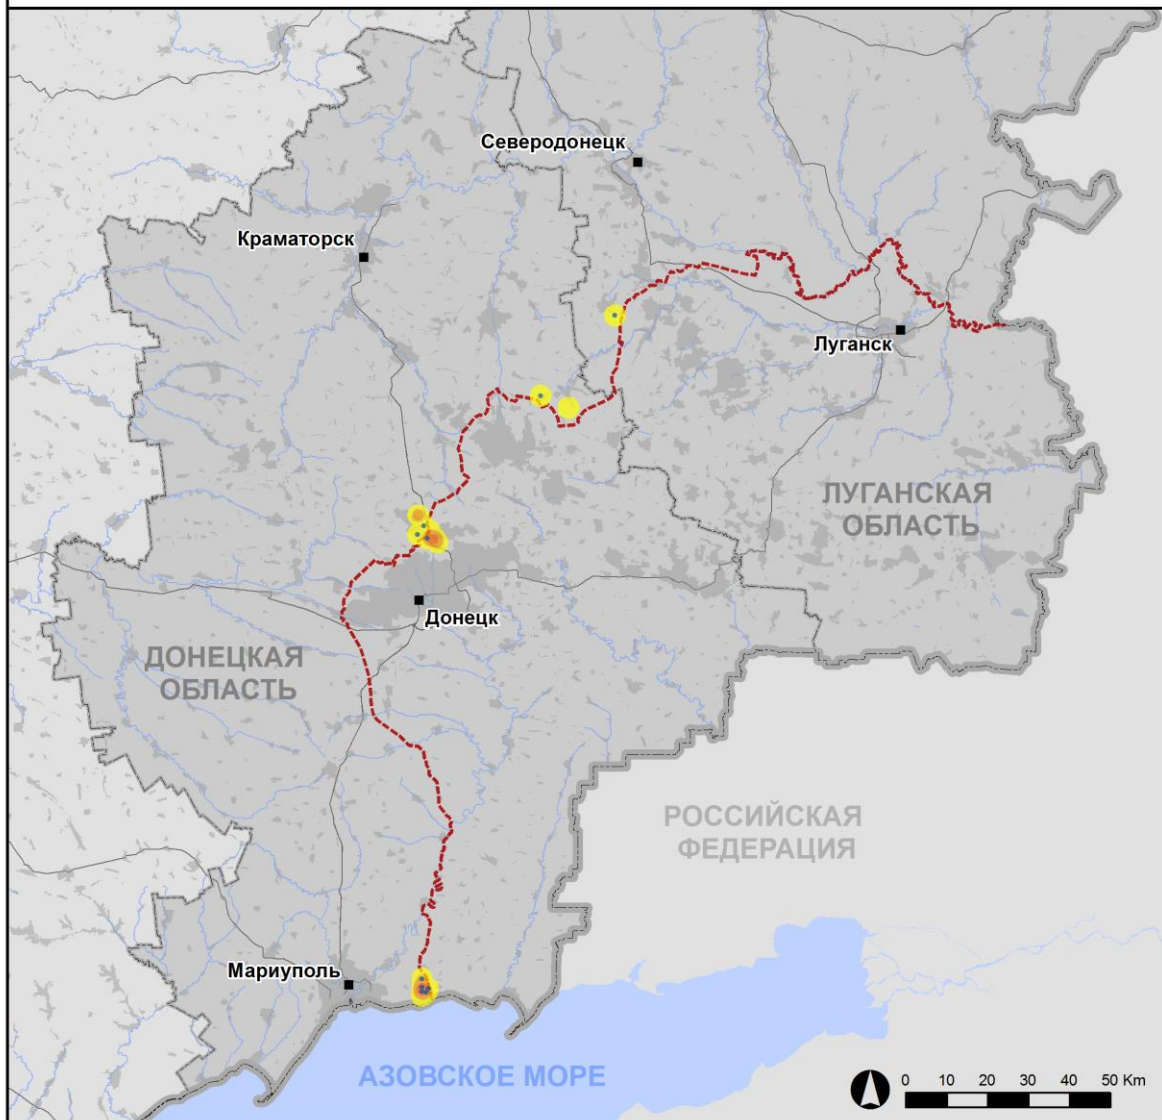 Северодонецк
Краматорск
Луганск
ЛУГАНСКАЯ
ОБЛАСТЬ
Донецк
ДОНЕЦКАЯ
ОБЛАСТЬ
РОССИЙСКАЯ
ФЕДЕРАЦИЯ
Мариуполь
АЗОВСКОЕ МОРЕ
0 10 20 30 40 50 Km